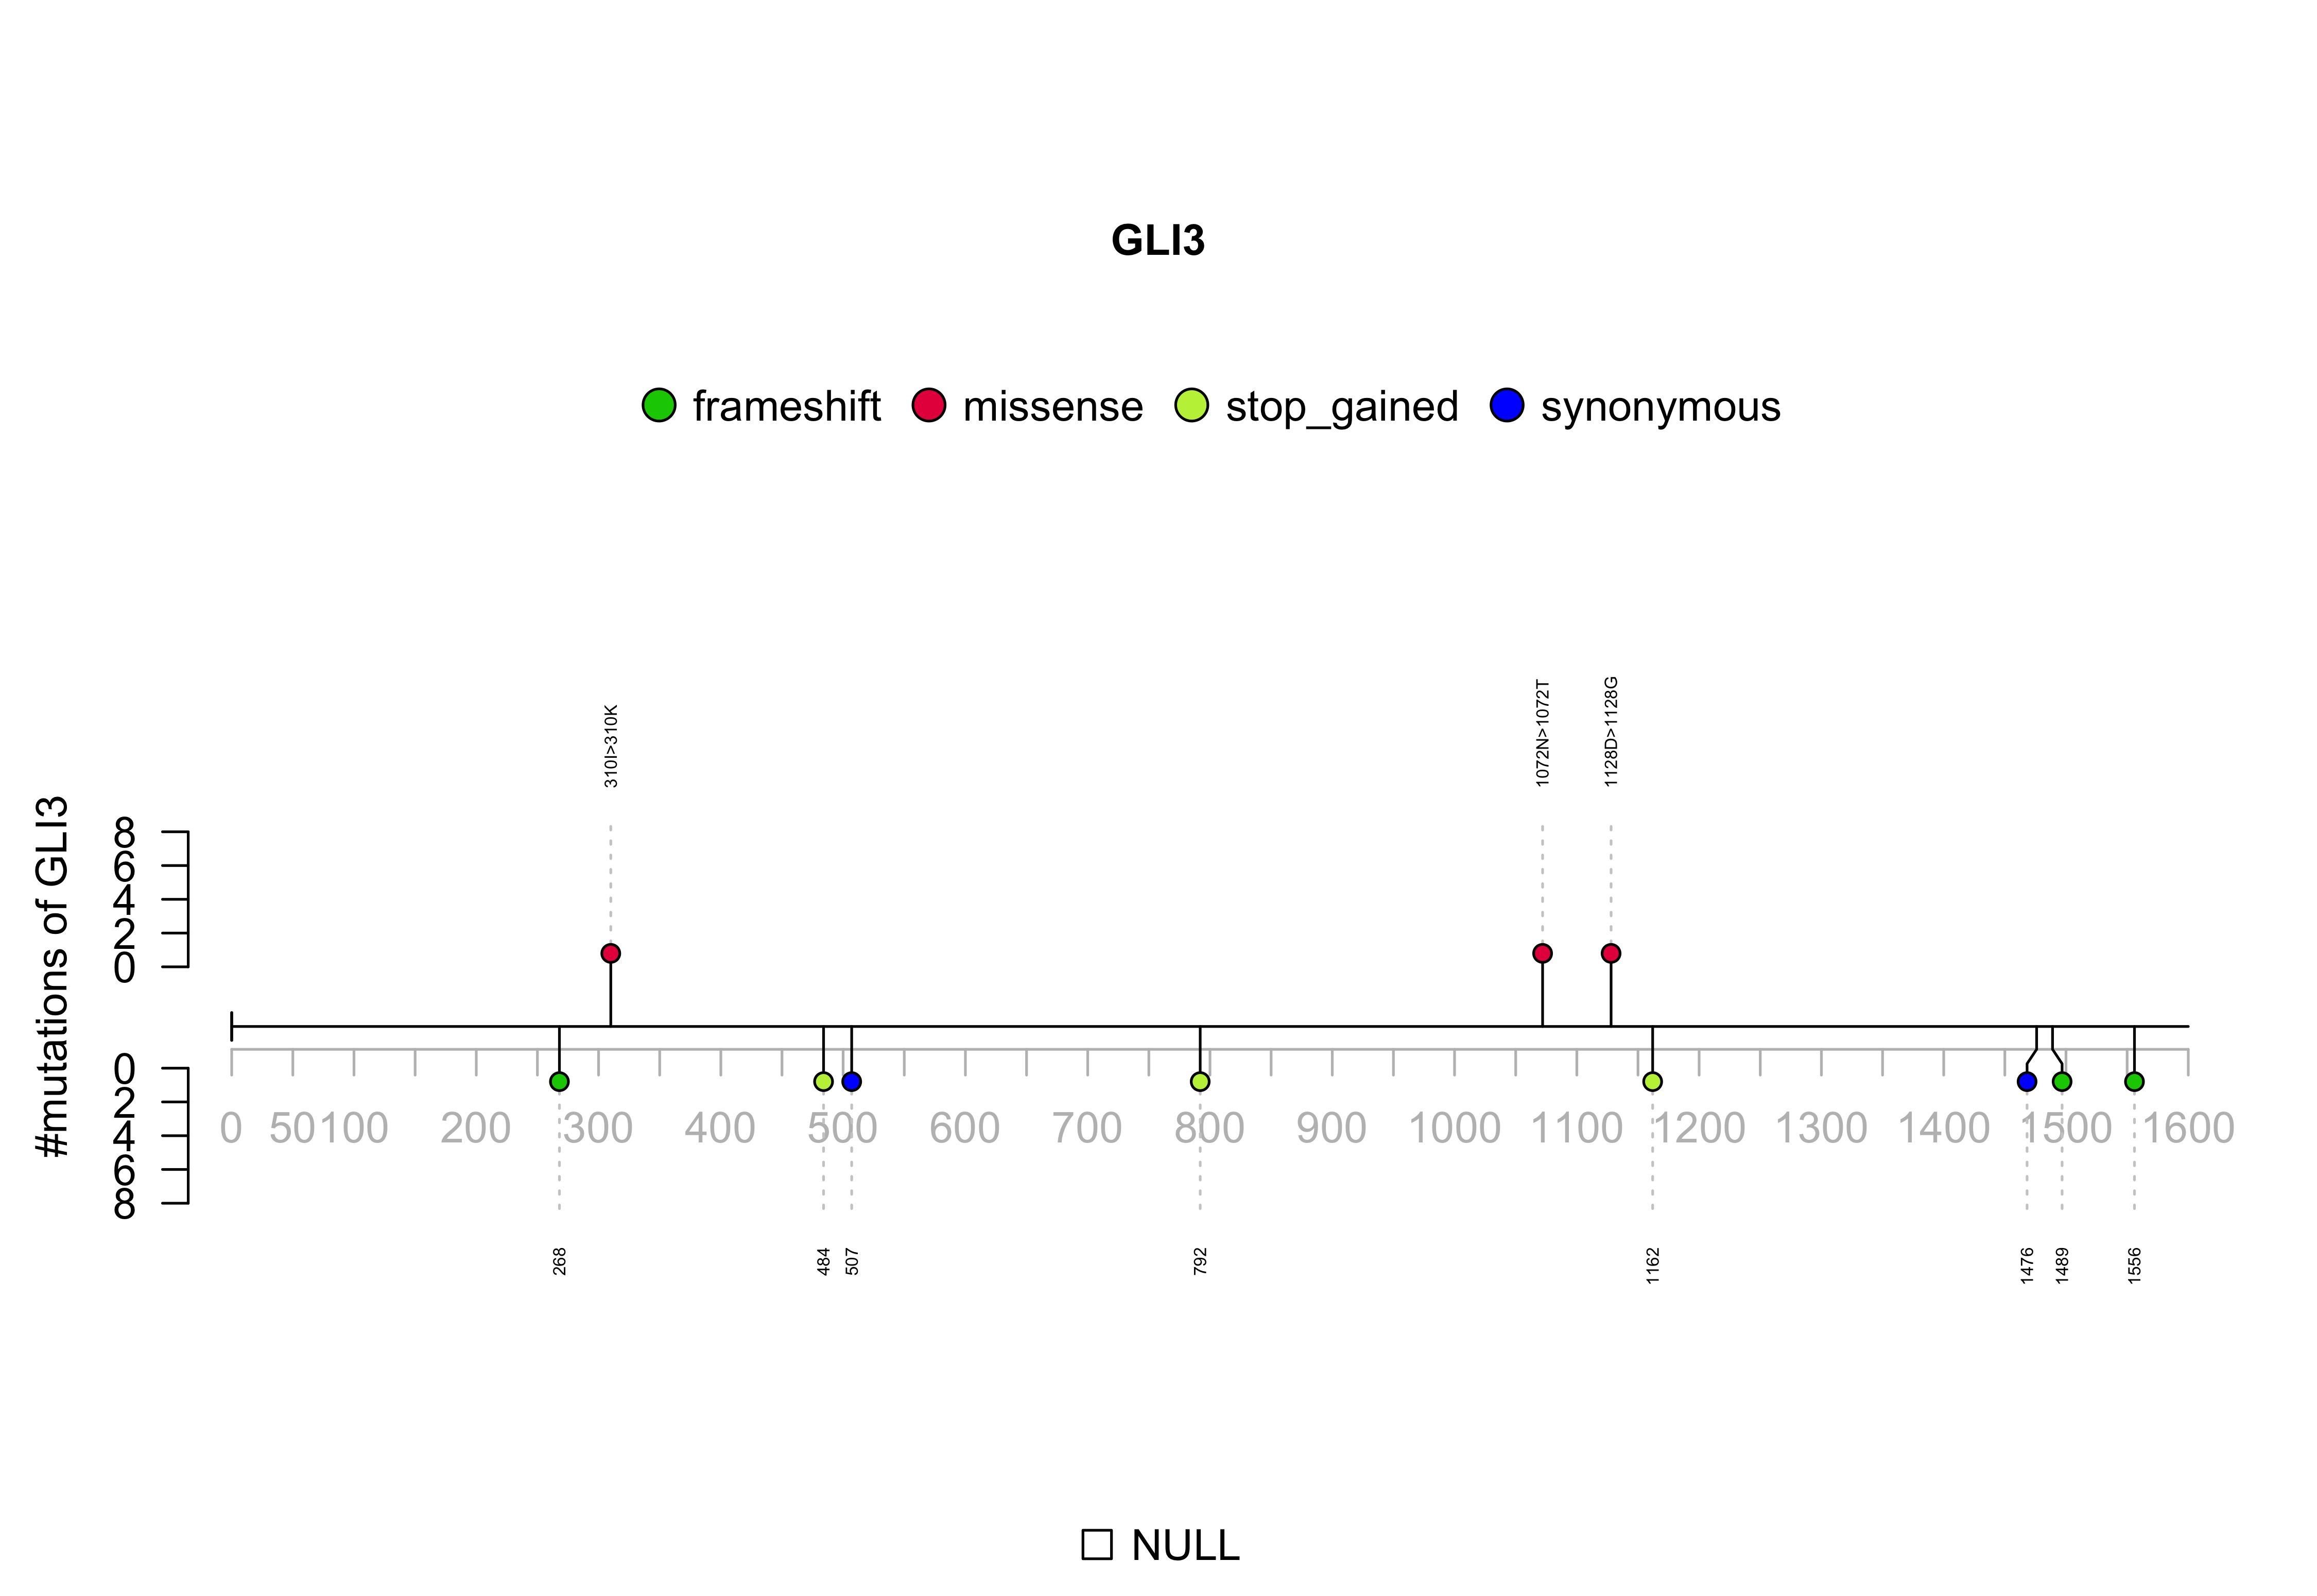 GLI3
frameshift missense stop_gained synonymous
310I>310K 1072N>1072T 1128D>1128G
#mutations of GLI3
8
6
4
2
0
0
2
4
6
8
0 50 100 200 300 400 500 600 700 800 900 1000 1100 1200 1300 1400 1500 1600
268 484 507 792 1162 1476 1489 1556
NULL